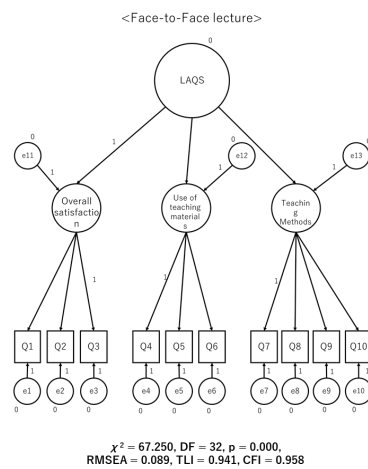 <Face-to-Face lecture>
0
LAQS
0
0
0
e11
1
e12
e13
1
1
1
Overall
satisfactio
n
Use of
teaching
material
s
Teachin
g
Methods
1
1
1
Q1
Q2
Q3
Q4
Q5
Q6
Q7
Q8
Q9
Q10
1
1
1
1
1
1
1
1
1
1
e1
e2
e3
e4
e5
e6
e7
e8
e9
e10
0
0
0
0
0
0
0
0
0
0
χ² = 67.250, DF = 32, p = 0.000,
RMSEA = 0.089, TLI = 0.941, CFI = 0.958